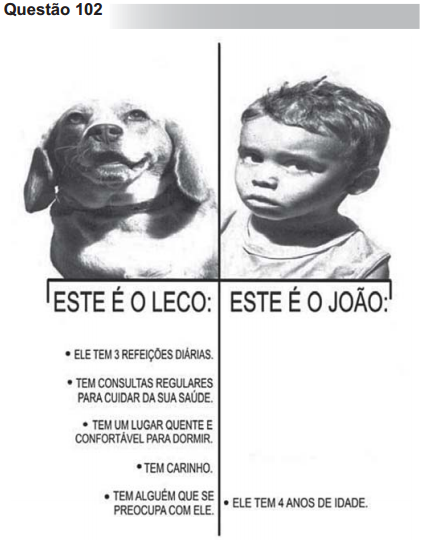 Questão 102
ESTE É O LECO:
• ELE TEM 3 REFEIÇÕES DIÁRIAS.
• TEM CONSULTAS REGULARES
PARA CUIDAR DA SUA SAÚDE.
• TEM UM LUGAR QUENTE E
CONFORTÁVEL PARA DORMIR.
• TEM CARINHO.
• TEM ALGUÉM QUE SE
PREOCUPA COM ELE.
ESTE É O JOÃO:
• ELE TEM 4 ANOS DE IDADE.